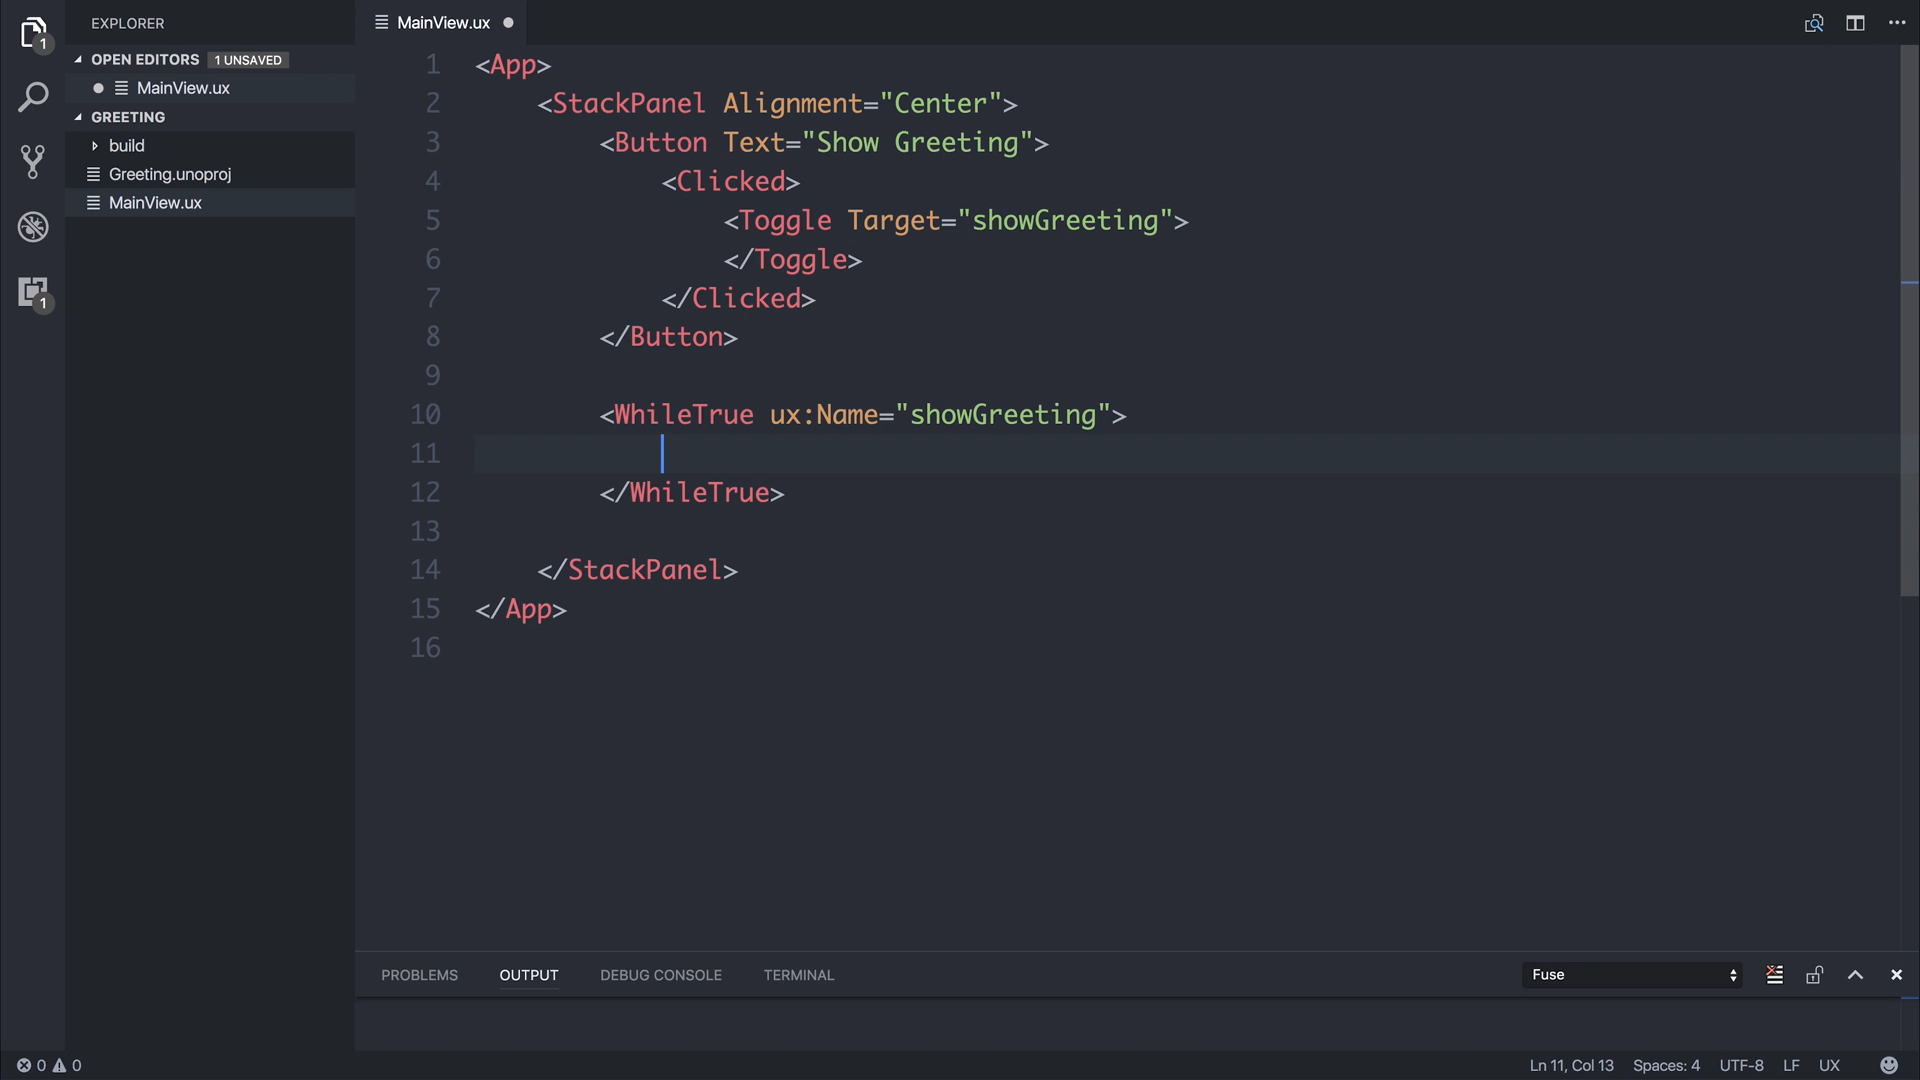 EXPLORER
OPEN EDITORS 1 UNSAVED
MainView.ux
GREETING
build
Greeting.unoproj
MainView.ux
1
1
MainView.ux
1 <App>
2 <StackPanel Alignment="Center">
3 <Button Text="Show Greeting">
4 <Clicked>
5 <Toggle Target="showGreeting">
6 </Toggle>
7 </Clicked>
8 </Button>
9
10 <WhileTrue ux:Name="showGreeting">
11
12 </WhileTrue>
13
14 </StackPanel>
15 </App>
16
PROBLEMS OUTPUT DEBUG CONSOLE TERMINAL Fuse
0 0 Ln 11, Col 13 Spaces: 4 UTF-8 LF UX